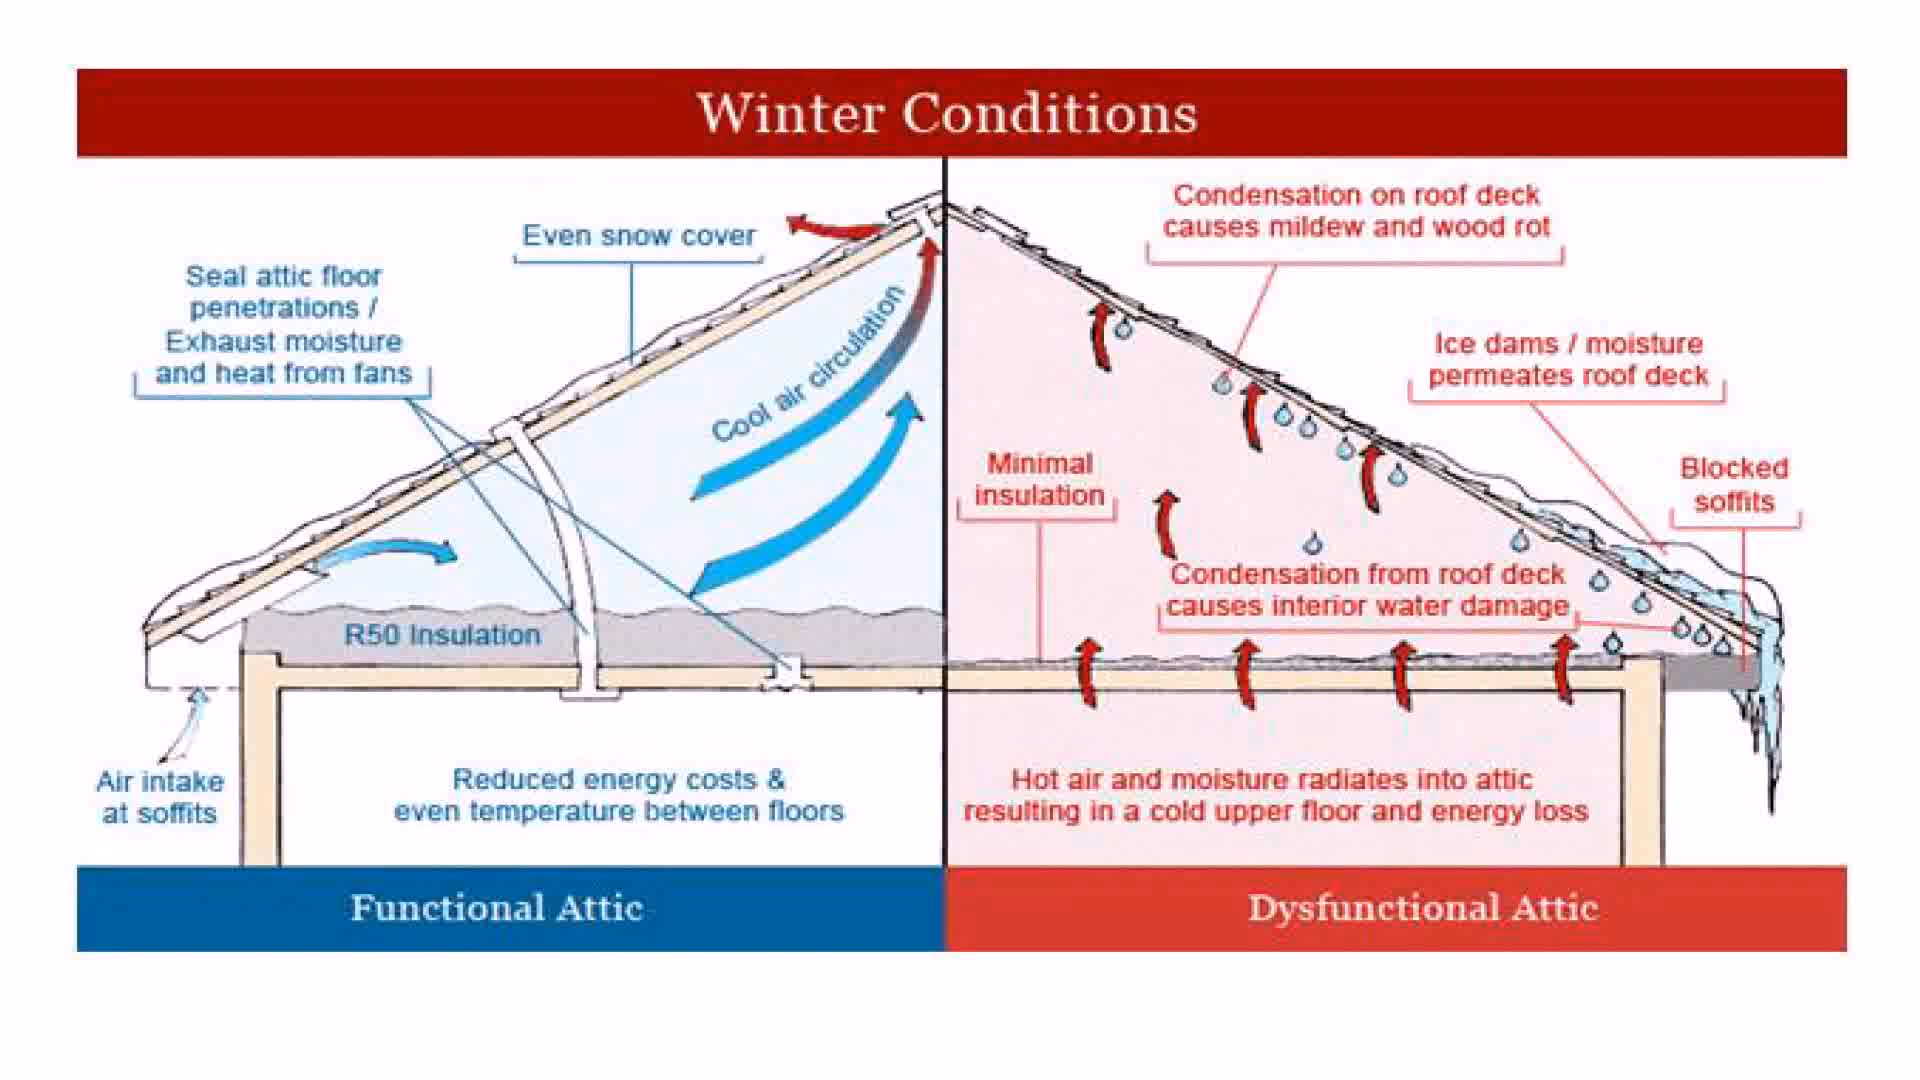 Winter Conditions
Even snow cover
Seal attic floor
penetrations /
Exhaust moisture
and heat from fans
Cool air circulation
R50 Insulation
Air intake
at soffits
Reduced energy costs &
even temperature between floors
Functional Attic
Condensation on roof deck
causes mildew and wood rot
Ice dams / moisture
permeates roof deck
Minimal
insulation
Blocked
soffits
Condensation from roof deck
causes interior water damage
Hot air and moisture radiates into attic
resulting in a cold upper floor and energy loss
Dysfunctional Attic